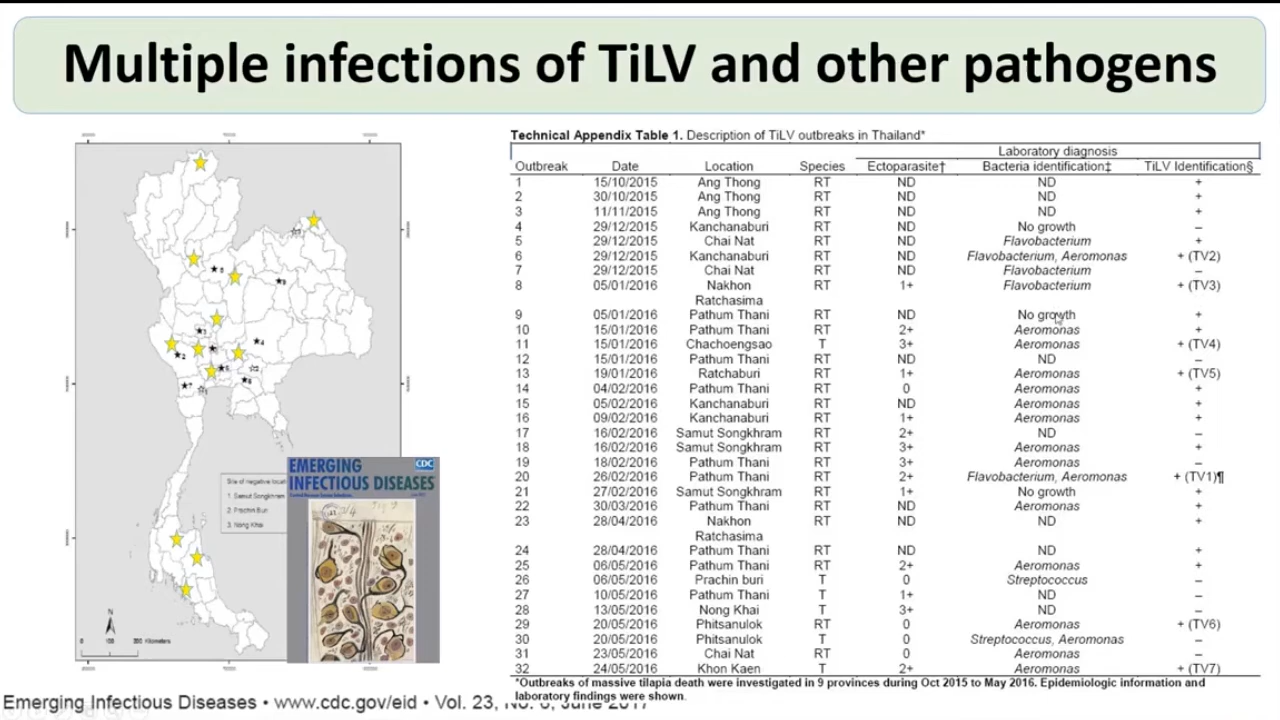 Multiple infections of TiLV and other pathogens
Technical Appendix Table 1. Description of TiLV outbreaks in Thailand*
Laboratory diagnosis
Outbreak Date Location Species Ectoparasite† Bacteria identification‡ TiLV Identification§
1 15/10/2015 Ang Thong RT ND ND +
2 30/10/2015 Ang Thong RT ND ND +
3 11/11/2015 Ang Thong RT ND ND +
4 29/12/2015 Kanchanaburi RT ND No growth –
5 29/12/2015 Chai Nat RT ND Flavobacterium +
6 29/12/2015 Kanchanaburi RT ND Flavobacterium, Aeromonas + (TV2)
7 29/12/2015 Chai Nat RT ND Flavobacterium –
8 05/01/2016 Nakhon RT 1+ Flavobacterium + (TV3)
Ratchasima
9 05/01/2016 Pathum Thani RT ND No growth +
10 15/01/2016 Pathum Thani RT 2+ Aeromonas +
11 15/01/2016 Chachoengsao T 3+ Aeromonas + (TV4)
12 15/01/2016 Pathum Thani RT ND ND –
13 19/01/2016 Ratchaburi RT 1+ Aeromonas + (TV5)
14 04/02/2016 Pathum Thani RT 0 Aeromonas +
15 05/02/2016 Kanchanaburi RT ND Aeromonas +
16 09/02/2016 Kanchanaburi RT 1+ Aeromonas +
17 16/02/2016 Samut Songkhram RT 2+ ND –
18 16/02/2016 Samut Songkhram RT 3+ Aeromonas +
19 18/02/2016 Pathum Thani RT 3+ Aeromonas –
20 26/02/2016 Pathum Thani RT 2+ Flavobacterium, Aeromonas + (TV1)¶
21 27/02/2016 Samut Songkhram RT 1+ No growth +
22 30/03/2016 Pathum Thani RT ND Aeromonas +
23 28/04/2016 Nakhon RT ND ND +
Ratchasima
24 28/04/2016 Pathum Thani RT ND ND +
25 06/05/2016 Pathum Thani RT 2+ Aeromonas +
26 06/05/2016 Prachin buri T 0 Streptococcus –
27 10/05/2016 Pathum Thani T 1+ ND –
28 13/05/2016 Nong Khai T 3+ ND –
29 20/05/2016 Phitsanulok RT 0 Aeromonas + (TV6)
30 20/05/2016 Phitsanulok T 0 Streptococcus, Aeromonas –
31 23/05/2016 Chai Nat RT 0 Aeromonas –
32 24/05/2016 Khon Kaen T 2+ Aeromonas + (TV7)
*Outbreaks of massive tilapia death were investigated in 9 provinces during Oct 2015 to May 2016. Epidemiologic information and
laboratory findings were shown.
Site of negative
1. Samut Songkhram
2. Prachin Buri
3. Nong Khai
N
EMERGING
INFECTIOUS DISEASES
CDC
Emerging Infectious Diseases • www.cdc.gov/eid • Vol. 23, No. 6, June 2017